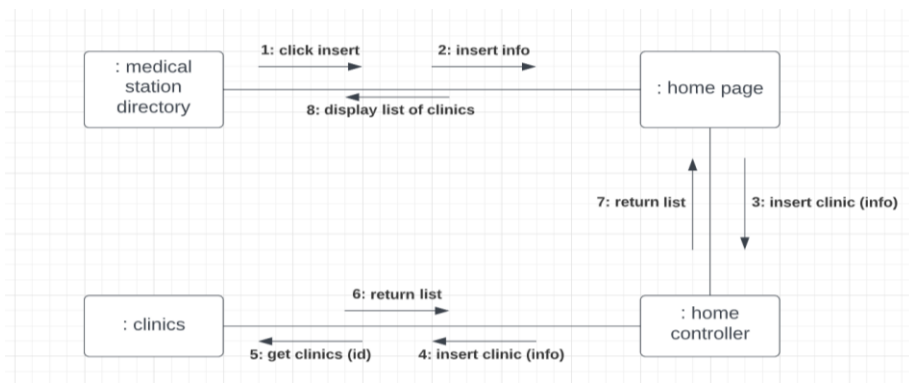 1: click insert
2: insert info
: medical
station
directory
: home page
8: display list of clinics
7: return list
3: insert clinic (info)
6: return list
: clinics
: home
controller
5: get clinics (id)
4: insert clinic (info)